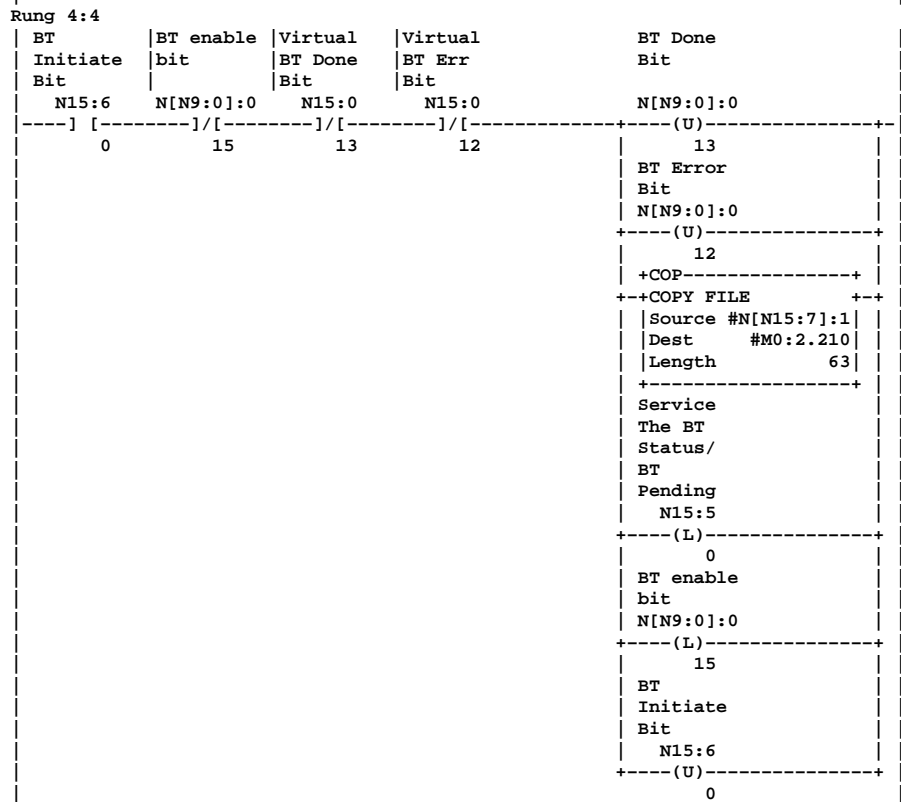 Rung 4:4
| BT |BT enable |Virtual |Virtual BT Done |
| Initiate |bit |BT Done |BT Err Bit |
| Bit | |Bit |Bit |
| N15:6 N[N9:0]:0 N15:0 N15:0 N[N9:0]:0 |
|----] [--------]/[--------]/[--------]/[-------------+----(U)----------------+-|
| 0 15 13 12 | 13 | |
| | BT Error | |
| | Bit | |
| | N[N9:0]:0 | |
| +----(U)---------------+ |
| | 12 | |
| | +COP---------------+ | |
| +-+COPY FILE +-+ |
| | |Source #N[N15:7]:1| | |
| | |Dest #M0:2.210| | |
| | |Length 63| | |
| | +------------------+ | |
| | Service | |
| | The BT | |
| | Status/ | |
| | BT | |
| | Pending | |
| | N15:5 | |
| +----(L)---------------+ |
| | 0 | |
| | BT enable | |
| | bit | |
| | N[N9:0]:0 | |
| +----(L)---------------+ |
| | 15 | |
| | BT | |
| | Initiate | |
| | Bit | |
| | N15:6 | |
| +----(U)---------------+ |
| 0 |